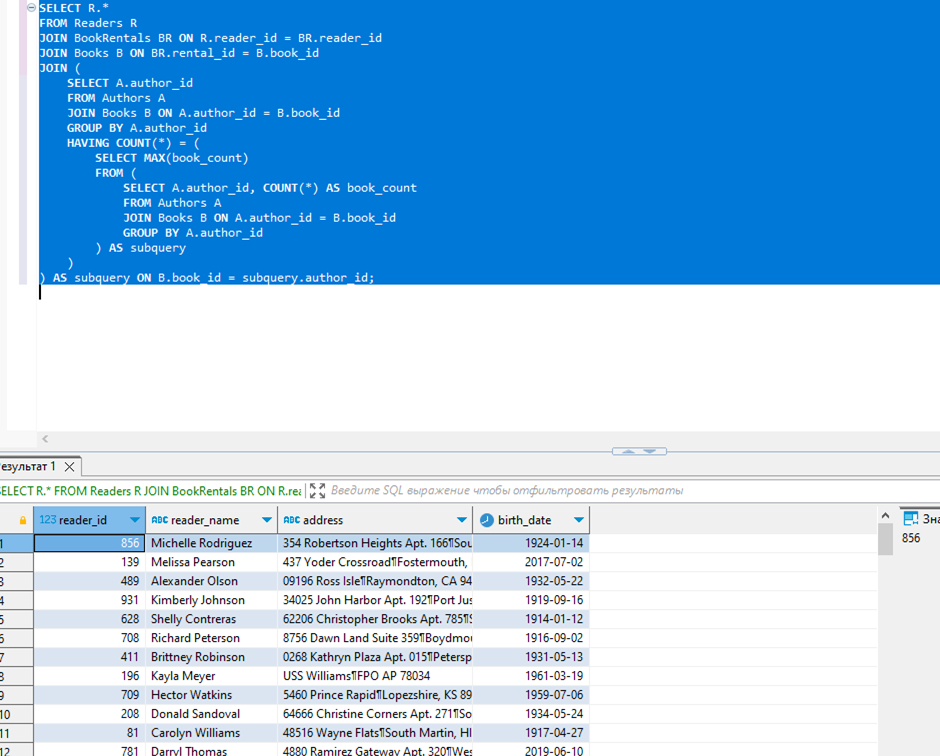 SELECT R.*
FROM Readers R
JOIN BookRentals BR ON R.reader_id = BR.reader_id
JOIN Books B ON BR.rental_id = B.book_id
JOIN (
SELECT A.author_id
FROM Authors A
JOIN Books B ON A.author_id = B.book_id
GROUP BY A.author_id
HAVING COUNT(*) = (
SELECT MAX(book_count)
FROM (
SELECT A.author_id, COUNT(*) AS book_count
FROM Authors A
JOIN Books B ON A.author_id = B.book_id
GROUP BY A.author_id
) AS subquery
)
) AS subquery ON B.book_id = subquery.author_id;
езультат 1
ELECT R.* FROM Readers R JOIN BookRentals BR ON R.rea Введите SQL выражение чтобы отфильтровать результаты
123 reader_id ABC reader_name ABC address birth_date Зна
1 856 Michelle Rodriguez 354 Robertson Heights Apt. 166¶Sou 1924-01-14 856
2 139 Melissa Pearson 437 Yoder Crossroad¶Fostermouth, 2017-07-02
3 489 Alexander Olson 09196 Ross Isle¶Raymondton, CA 94 1932-05-22
4 931 Kimberly Johnson 34025 John Harbor Apt. 192¶Port Jus 1919-09-16
5 628 Shelly Contreras 62206 Christopher Brooks Apt. 785¶S 1914-01-12
6 708 Richard Peterson 8756 Dawn Land Suite 359¶Boydmou 1916-09-02
7 411 Brittney Robinson 0268 Kathryn Plaza Apt. 015¶Petersp 1931-05-13
8 196 Kayla Meyer USS Williams¶FPO AP 78034 1961-03-19
9 709 Hector Watkins 5460 Prince Rapid¶Lopezshire, KS 89 1959-07-06
10 208 Donald Sandoval 64666 Christine Corners Apt. 271¶So 1934-05-24
11 81 Carolyn Williams 48516 Wayne Flats¶South Martin, HI 1917-04-27
12 781 Darryl Thomas 4880 Ramirez Gateway Apt. 320¶Wes 2019-06-10